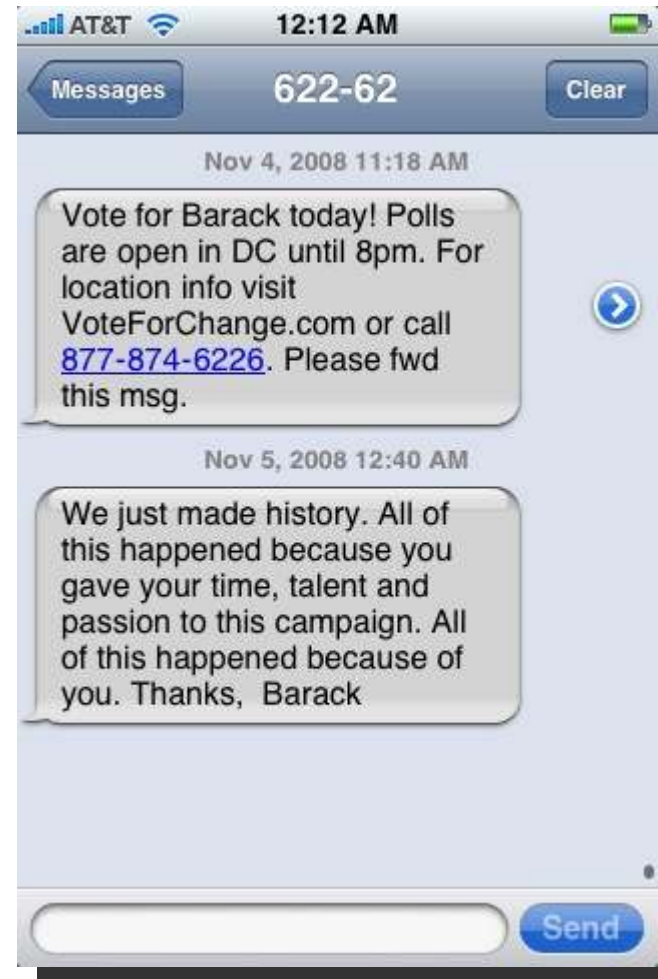 AT&T 12:12 AM
Messages 622-62 Clear
Nov 4, 2008 11:18 AM
Vote for Barack today! Polls
are open in DC until 8pm. For
location info visit
VoteForChange.com or call
877-874-6226. Please fwd
this msg.
Nov 5, 2008 12:40 AM
We just made history. All of
this happened because you
gave your time, talent and
passion to this campaign. All
of this happened because of
you. Thanks,  Barack
Send